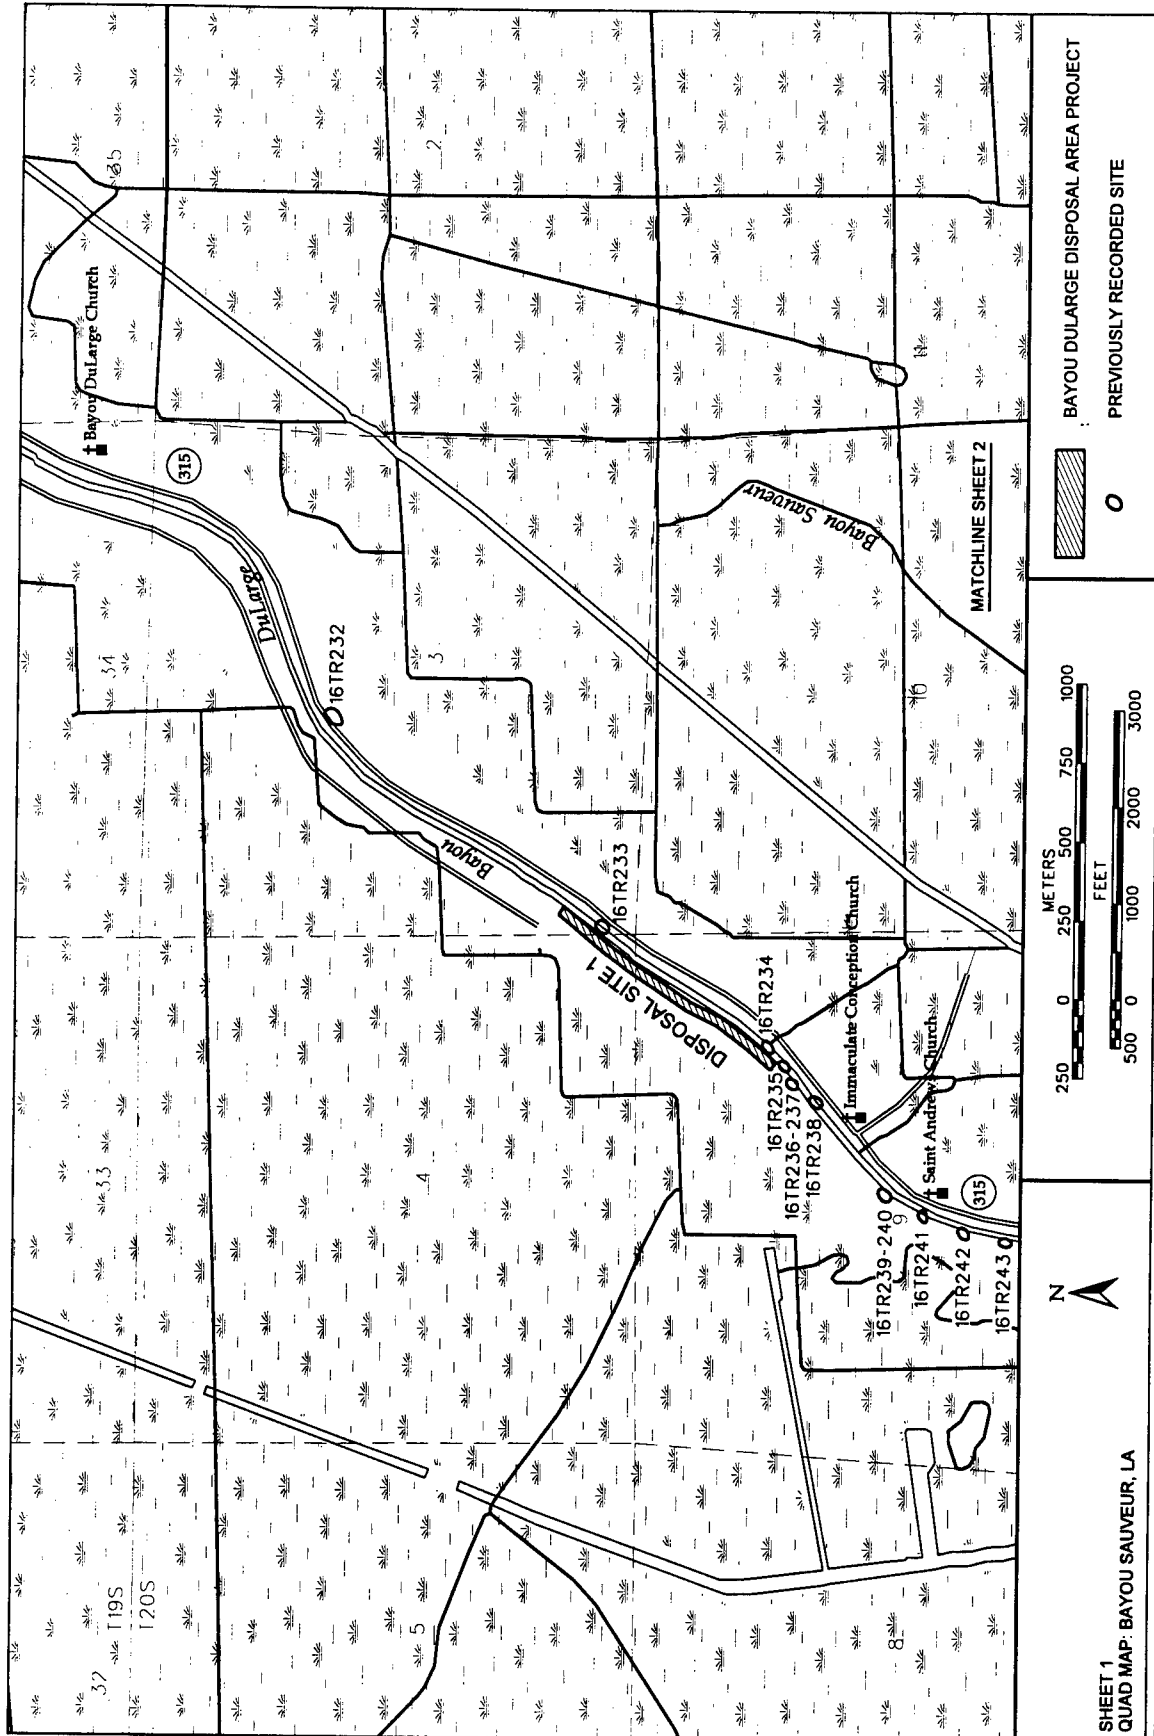 32
T19S
T20S
33
34
35
Bayou DuLarge Church
315
DuLarge
16TR232
5
4
3
2
Bayou
16TR233
DISPOSAL SITE 1
16TR234
16TR235
16TR236-237
16TR238
Immaculate Conception Church
Bayou Sauveur
8
16TR239-240
9
10
11
16TR241
Saint Andrew Church
315
16TR242
16TR243
MATCHLINE SHEET 2
SHEET 1
QUAD MAP: BAYOU SAUVEUR, LA
N
METERS
250 0 250 500 750 1000
FEET
500 0 1000 2000 3000
BAYOU DULARGE DISPOSAL AREA PROJECT
PREVIOUSLY RECORDED SITE